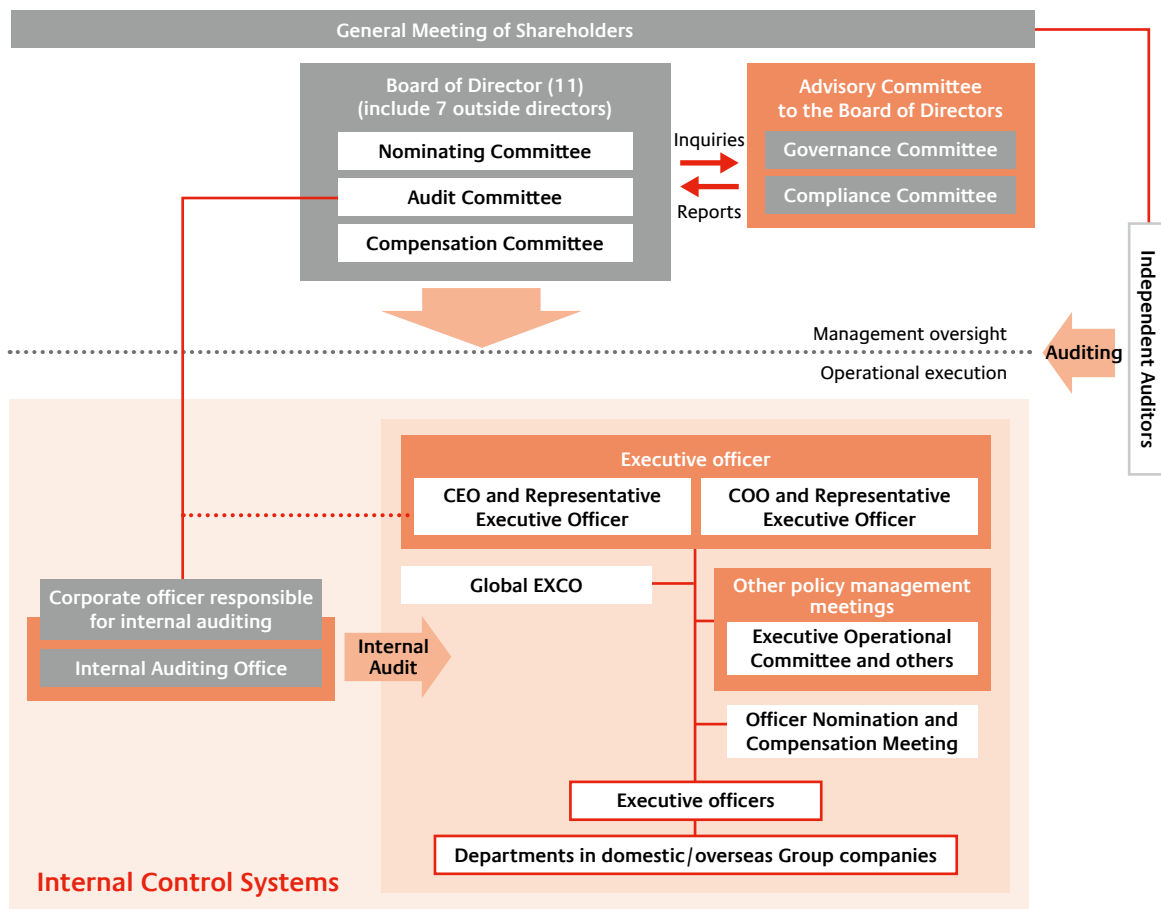 General Meeting of Shareholders
Board of Director (11)
(include 7 outside directors)
Nominating Committee
Audit Committee
Compensation Committee
Inquiries
Reports
Advisory Committee
to the Board of Directors
Governance Committee
Compliance Committee
Independent Auditors
Auditing
Management oversight
Operational execution
Executive officer
CEO and Representative
Executive Officer
COO and Representative
Executive Officer
Global EXCO
Other policy management
meetings
Executive Operational
Committee and others
Officer Nomination and
Compensation Meeting
Corporate officer responsible
for internal auditing
Internal Auditing Office
Internal
Audit
Executive officers
Departments in domestic/overseas Group companies
Internal Control Systems